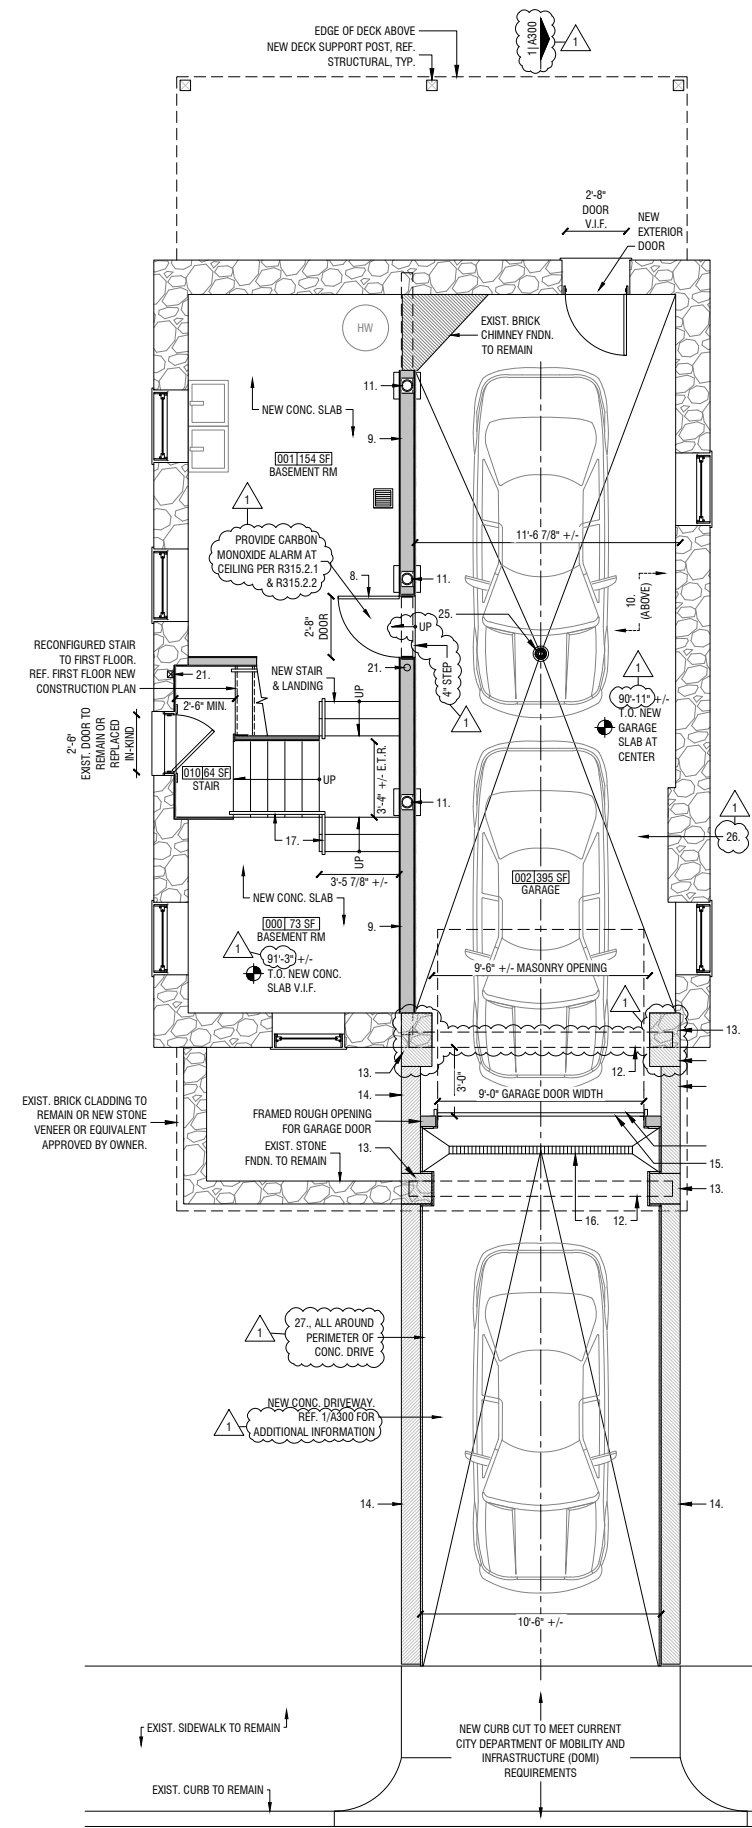 EDGE OF DECK ABOVE
NEW DECK SUPPORT POST, REF.
STRUCTURAL, TYP.
1|A300
1
2'-8"
DOOR
V.I.F.
NEW
EXTERIOR
DOOR
HW
EXIST. BRICK
CHIMNEY FNDN.
TO REMAIN
11.
NEW CONC. SLAB
9.
001 154 SF
BASEMENT RM
1
PROVIDE CARBON
MONOXIDE ALARM AT
CEILING PER R315.2.1
& R315.2.2
11'-6 7/8" +/-
8.
11.
10.
(ABOVE)
2'-8"
DOOR
25.
UP
4" STEP
1
RECONFIGURED STAIR
TO FIRST FLOOR.
REF. FIRST FLOOR NEW
CONSTRUCTION PLAN
21.
2'-6" MIN.
NEW STAIR
& LANDING
21.
UP
1
90'-11" +/-
T.O. NEW
GARAGE
SLAB AT
CENTER
2'-6"
EXIST. DOOR TO
REMAIN OR
REPLACED
IN-KIND
010 64 SF
STAIR
UP
3'-4" +/- E.T.R.
11.
1
26.
17.
UP
3'-5 7/8" +/-
002 395 SF
GARAGE
NEW CONC. SLAB
000 73 SF
BASEMENT RM
9.
1
91'-3" +/-
T.O. NEW CONC.
SLAB V.I.F.
9'-6" +/- MASONRY OPENING
1
13.
13.
12.
3'-0"
14.
9'-0" GARAGE DOOR WIDTH
EXIST. BRICK CLADDING TO
REMAIN OR NEW STONE
VENEER OR EQUIVALENT
APPROVED BY OWNER.
FRAMED ROUGH OPENING
FOR GARAGE DOOR
EXIST. STONE
FNDN. TO REMAIN
13.
15.
13.
16.
12.
1
27., ALL AROUND
PERIMETER OF
CONC. DRIVE
1
NEW CONC. DRIVEWAY.
REF. 1/A300 FOR
ADDITIONAL INFORMATION
14.
14.
10'-6" +/-
EXIST. SIDEWALK TO REMAIN
NEW CURB CUT TO MEET CURRENT
CITY DEPARTMENT OF MOBILITY AND
INFRASTRUCTURE (DOMI)
REQUIREMENTS
EXIST. CURB TO REMAIN